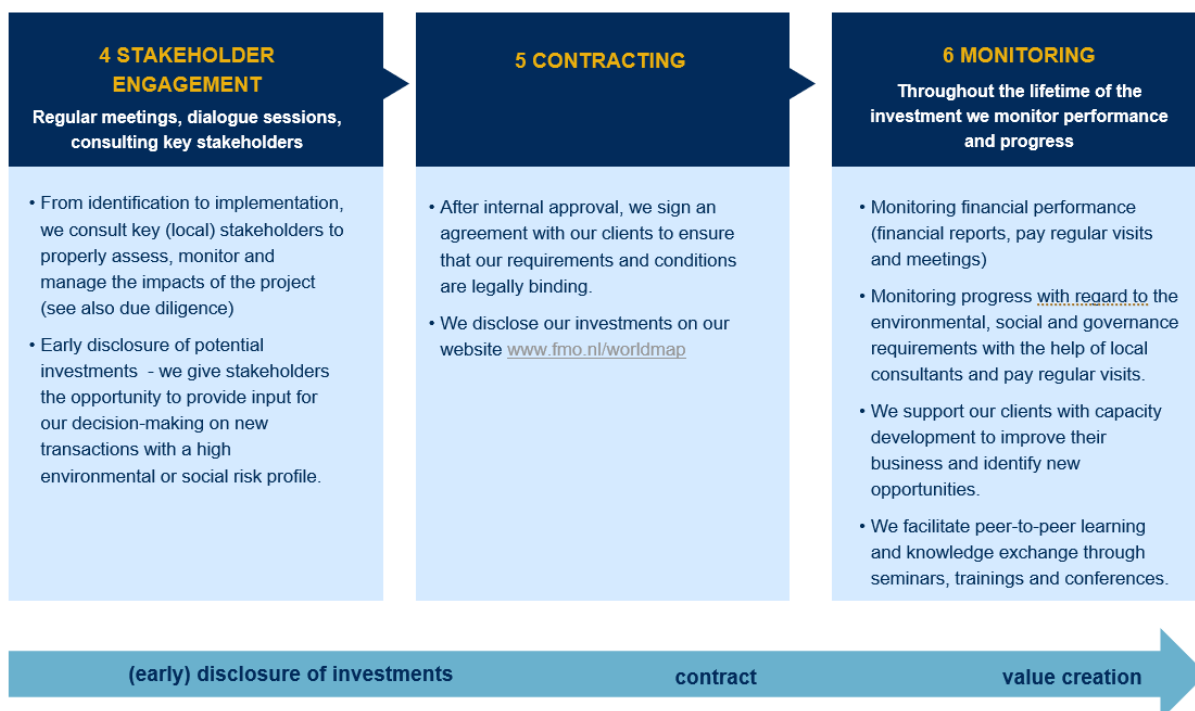 4 STAKEHOLDER
ENGAGEMENT
Regular meetings, dialogue sessions,
consulting key stakeholders
• From identification to implementation,
we consult key (local) stakeholders to
properly assess, monitor and
manage the impacts of the project
(see also due diligence)
• Early disclosure of potential
investments - we give stakeholders
the opportunity to provide input for
our decision-making on new
transactions with a high
environmental or social risk profile.
5 CONTRACTING
• After internal approval, we sign an
agreement with our clients to ensure
that our requirements and conditions
are legally binding.
• We disclose our investments on our
website www.fmo.nl/worldmap
6 MONITORING
Throughout the lifetime of the
investment we monitor performance
and progress
• Monitoring financial performance
(financial reports, pay regular visits
and meetings)
• Monitoring progress with regard to the
environmental, social and governance
requirements with the help of local
consultants and pay regular visits.
• We support our clients with capacity
development to improve their
business and identify new
opportunities.
• We facilitate peer-to-peer learning
and knowledge exchange through
seminars, trainings and conferences.
(early) disclosure of investments
contract
value creation